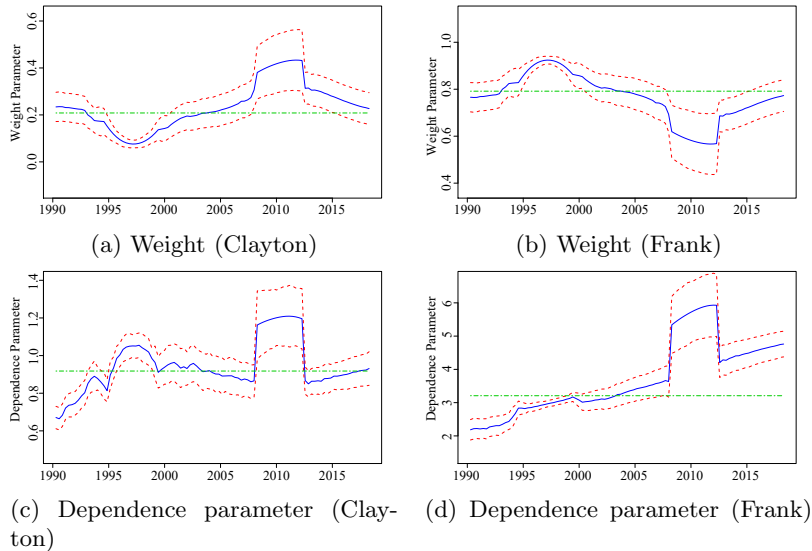 Weight Parameter
0.0 0.2 0.4 0.6
1990 1995 2000 2005 2010 2015
(a) Weight (Clayton)
Weight Parameter
0.4 0.6 0.8 1.0
1990 1995 2000 2005 2010 2015
(b) Weight (Frank)
Dependence Parameter
0.6 0.8 1.0 1.2 1.4
1990 1995 2000 2005 2010 2015
(c) Dependence parameter (Clay-
ton)
Dependence Parameter
2 3 4 5 6
1990 1995 2000 2005 2010 2015
(d) Dependence parameter (Frank)